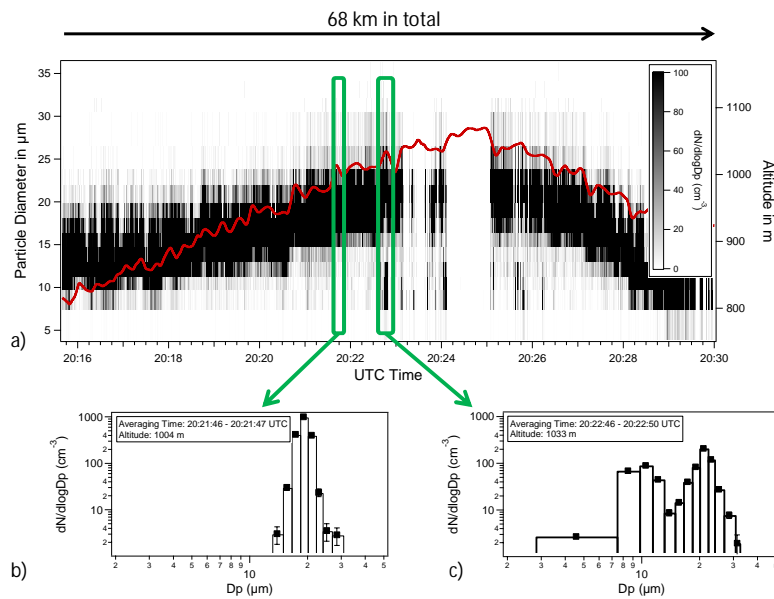 68 km in total
35
30
25
20
15
10
5
Particle Diameter in µm
100
80
60
40
20
0
dN/dlogDp (cm⁻³)
1100
1000
900
800
Altitude in m
20:16 20:18 20:20 20:22 20:24 20:26 20:28 20:30
UTC Time
a)
Averaging Time: 20:21:46 - 20:21:47 UTC
Altitude: 1004 m
dN/dlogDp (cm⁻³)
1000
4
2
100
4
2
10
4
2
2 3 4 5 6 7 8 9 10 2 3 4 5
Dp (µm)
b)
Averaging Time: 20:22:46 - 20:22:50 UTC
Altitude: 1033 m
dN/dlogDp (cm⁻³)
1000
4
2
100
4
2
10
4
2
2 3 4 5 6 7 8 9 10 2 3 4 5
Dp (µm)
c)